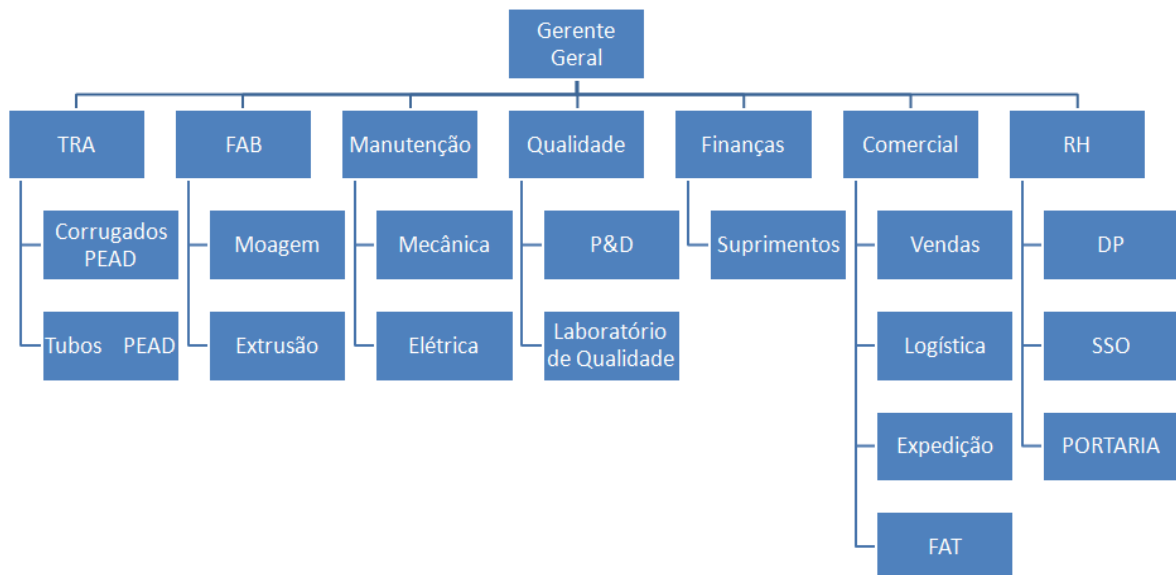 Gerente
Geral
TRA
FAB
Manutenção
Qualidade
Finanças
Comercial
RH
Corrugados
PEAD
Moagem
Mecânica
P&D
Suprimentos
Vendas
DP
Tubos PEAD
Extrusão
Elétrica
Laboratório
de Qualidade
Logística
SSO
Expedição
PORTARIA
FAT